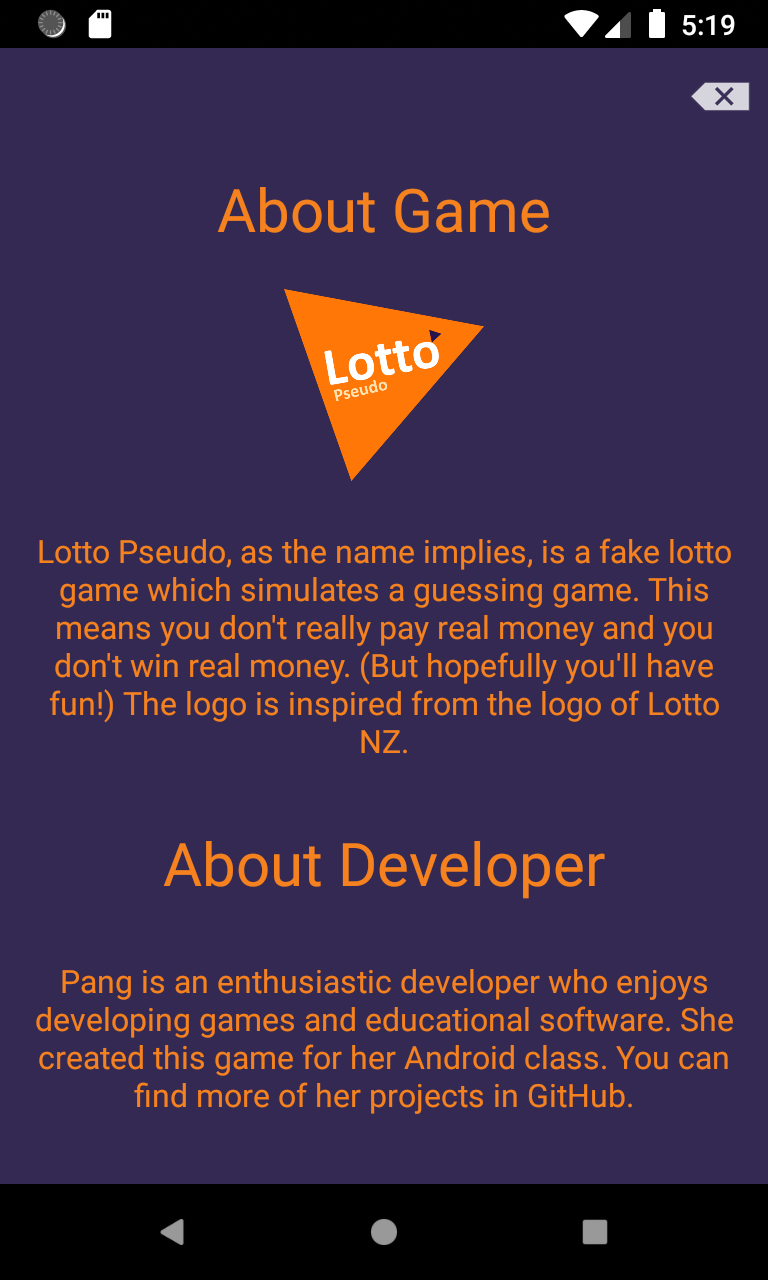 5:19
About Game
Lotto
Pseudo
Lotto Pseudo, as the name implies, is a fake lotto
game which simulates a guessing game. This
means you don't really pay real money and you
don't win real money. (But hopefully you'll have
fun!) The logo is inspired from the logo of Lotto
NZ.
About Developer
Pang is an enthusiastic developer who enjoys
developing games and educational software. She
created this game for her Android class. You can
find more of her projects in GitHub.